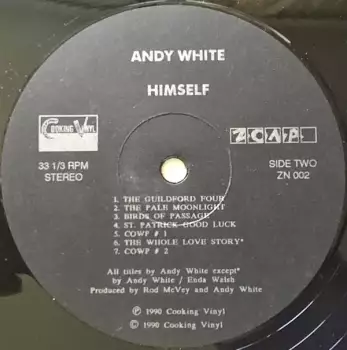 ANDY WHITE
HIMSELF
COOKING VINYL
ZCAP
33 1/3 RPM
STEREO
SIDE TWO
ZN 002
1. THE GUILDFORD FOUR
2. THE PALE MOONLIGHT
3. BIRDS OF PASSAGE
4. ST. PATRICK GOOD LUCK
5. COWP # 1
6. THE WHOLE LOVE STORY*
7. COWP # 2
All titles by Andy White except*
by Andy White / Enda Walsh
Produced by Rod McVey and Andy White
℗ 1990 Cooking Vinyl
© 1990 Cooking Vinyl